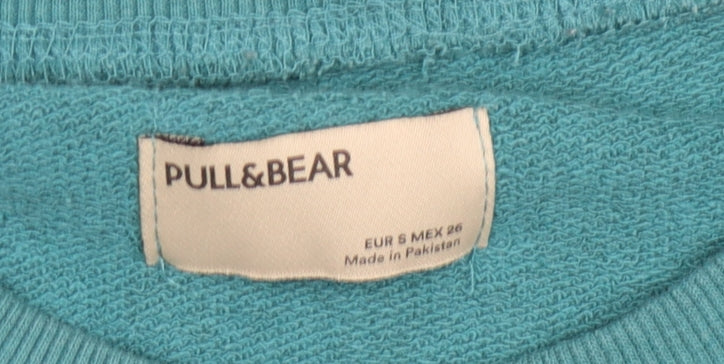 PULL&BEAR
EUR S MEX 26
Made in Pakistan